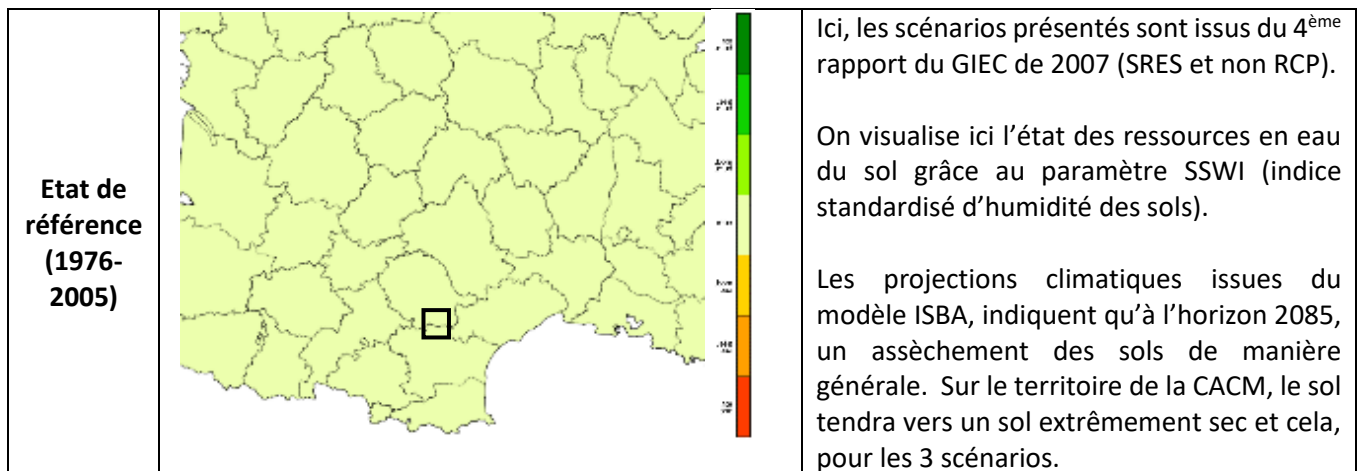 Etat de
référence
(1976-
2005)
Ici, les scénarios présentés sont issus du 4ème
rapport du GIEC de 2007 (SRES et non RCP).
On visualise ici l’état des ressources en eau
du sol grâce au paramètre SSWI (indice
standardisé d’humidité des sols).
Les projections climatiques issues du
modèle ISBA, indiquent qu’à l’horizon 2085,
un assèchement des sols de manière
générale. Sur le territoire de la CACM, le sol
tendra vers un sol extrêmement sec et cela,
pour les 3 scénarios.